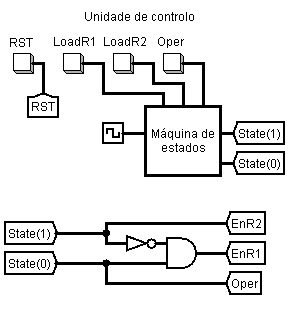 Unidade de controlo
RST LoadR1 LoadR2 Oper
RST
Máquina de
estados
State(1)
State(0)
State(1)
State(0)
EnR2
EnR1
Oper